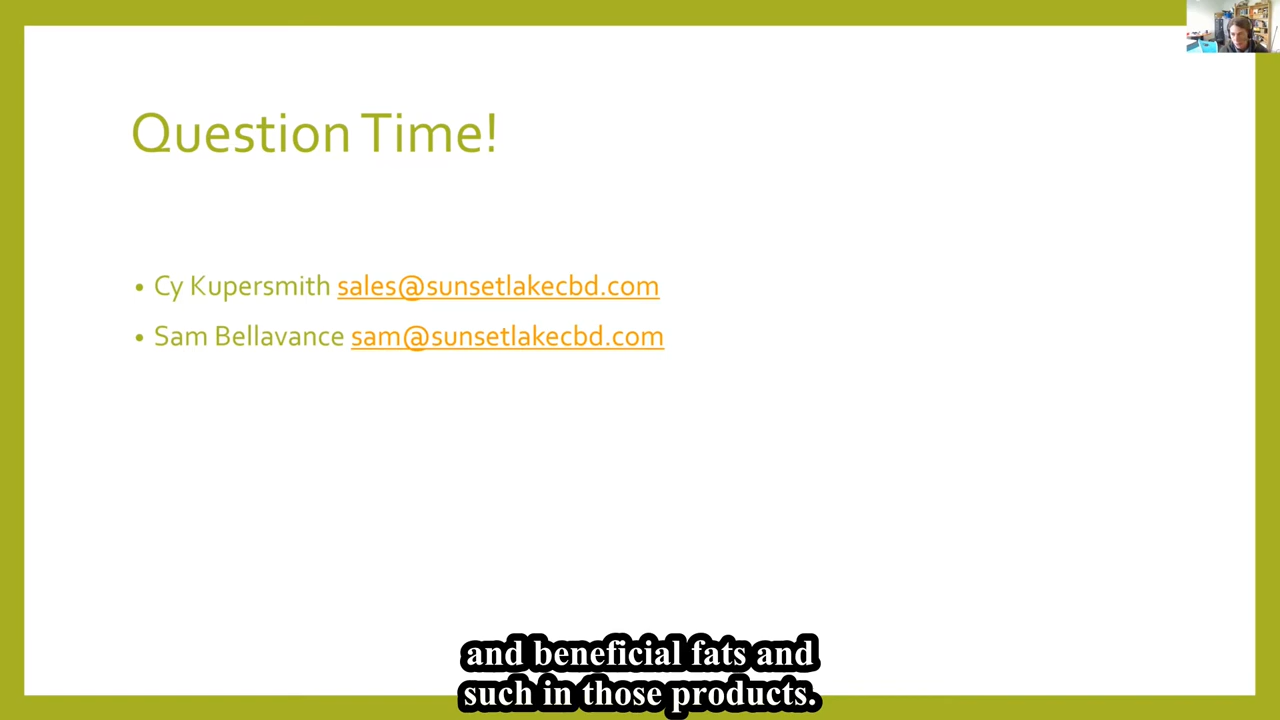 Question Time!
• Cy Kupersmith sales@sunsetlakecbd.com
• Sam Bellavance sam@sunsetlakecbd.com
and beneficial fats and
such in those products.